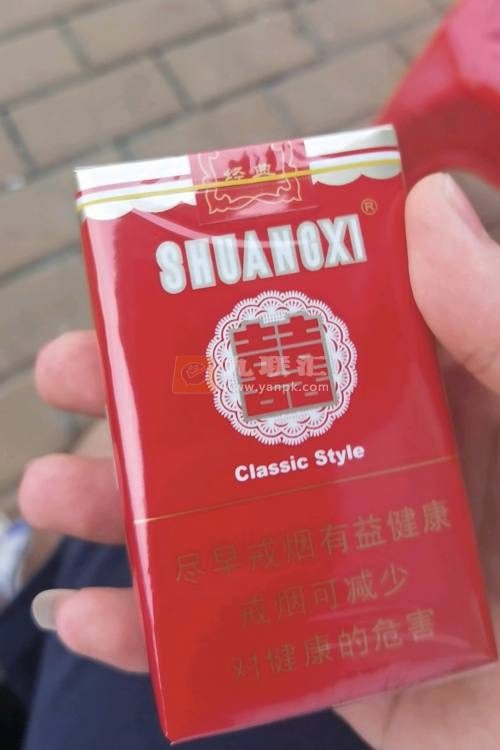 经典
SHUANGXI ®
囍
Classic Style
尽早戒烟有益健康
戒烟可减少
对健康的危害
www.yanpk.com